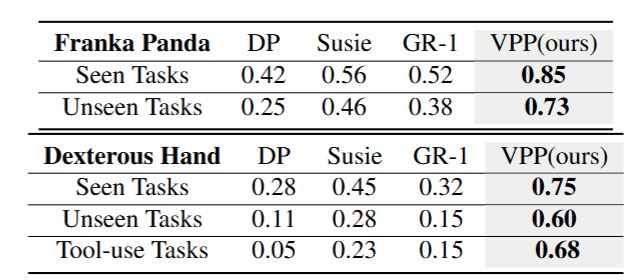 Franka Panda DP Susie GR-1 VPP(ours)
Seen Tasks 0.42 0.56 0.52 0.85
Unseen Tasks 0.25 0.46 0.38 0.73
Dexterous Hand DP Susie GR-1 VPP(ours)
Seen Tasks 0.28 0.45 0.32 0.75
Unseen Tasks 0.11 0.28 0.15 0.60
Tool-use Tasks 0.05 0.23 0.15 0.68